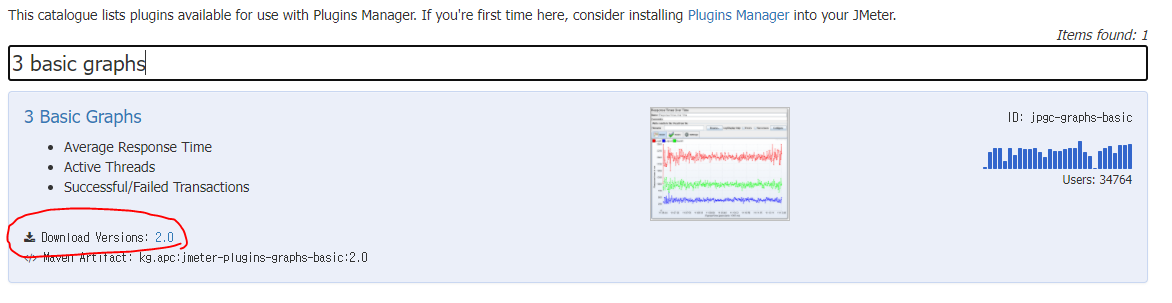 This catalogue lists plugins available for use with Plugins Manager. If you're first time here, consider installing Plugins Manager into your JMeter.
Items found: 1
3 basic graphs
3 Basic Graphs
ID: jpgc-graphs-basic
Average Response Time
Active Threads
Users: 34764
Successful/Failed Transactions
Download Versions: 2.0
</> Maven Artifact: kg.apc:jmeter-plugins-graphs-basic:2.0